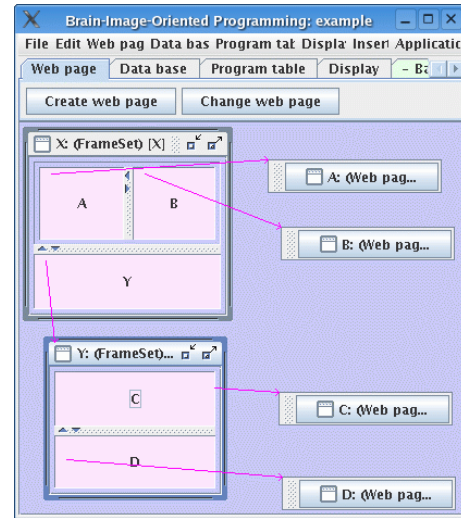 Brain-Image-Oriented Programming: example
File Edit Web pag Data bas Program tal Displa Insert Applicatio
Web page Data base Program table Display - Ba
Create web page Change web page
X: (FrameSet) [X]
A: (Web pag...
A B
B: (Web pag...
Y
Y: (FrameSet)...
C
C: (Web pag...
D
D: (Web pag...